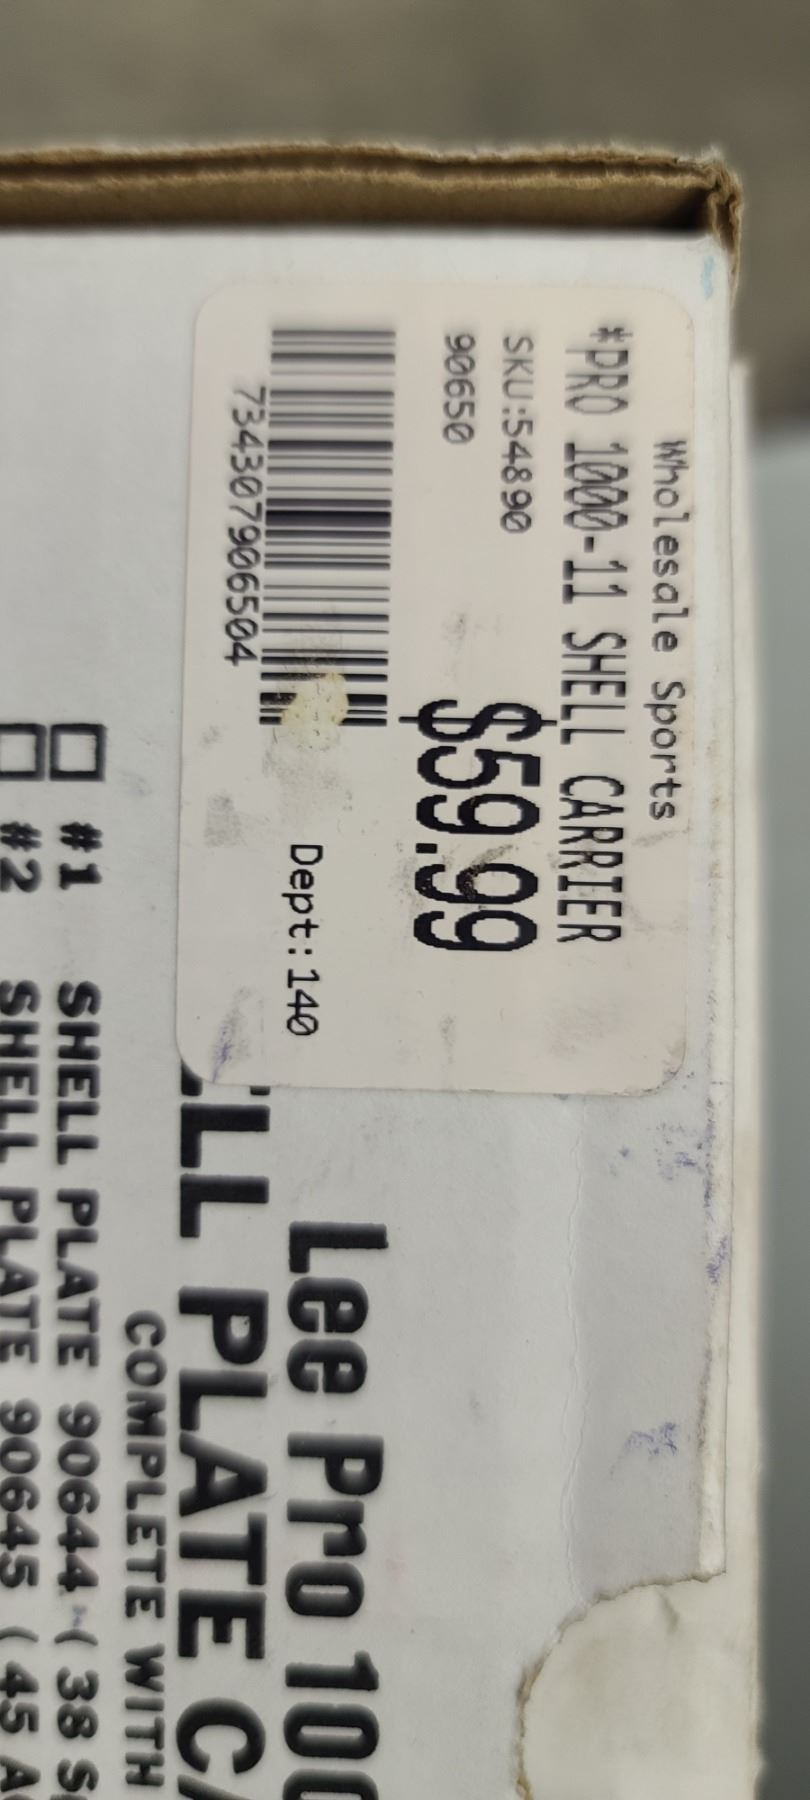 Wholesale Sports
*PRO 1000-11 SHELL CARRIER
SKU:54890
90650
$59.99
734307906504
Dept:140
Lee Pro 100
LL PLATE C
COMPLETE WITH
#1 SHELL PLATE 90644 ( 38 S
#2 SHELL PLATE 90645 ( 45 A